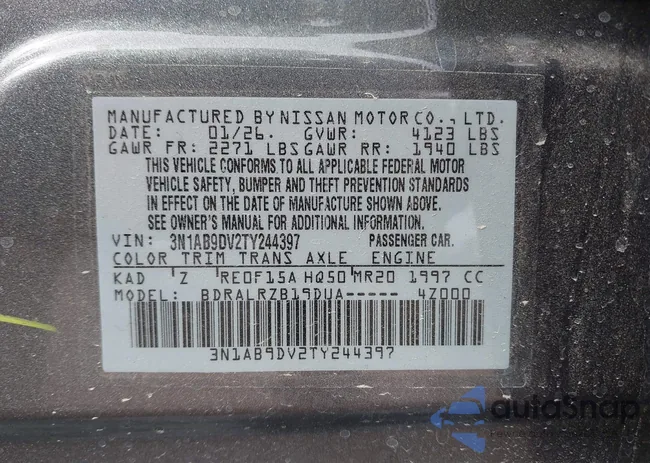 MANUFACTURED BY NISSAN MOTOR CO., LTD.
DATE: 01/26. GVWR: 4123 LBS
GAWR FR: 2271 LBS GAWR RR: 1940 LBS
THIS VEHICLE CONFORMS TO ALL APPLICABLE FEDERAL MOTOR
VEHICLE SAFETY, BUMPER AND THEFT PREVENTION STANDARDS
IN EFFECT ON THE DATE OF MANUFACTURE SHOWN ABOVE.
SEE OWNER'S MANUAL FOR ADDITIONAL INFORMATION.
VIN: 3N1AB9DV2TY244397 PASSENGER CAR.
COLOR TRIM TRANS AXLE ENGINE
KAD Z RE0F15A HQ50 MR20 1997 CC
MODEL: BDRALRZB19DUA----- 4Z000
3N1AB9DV2TY244397
autoSnap